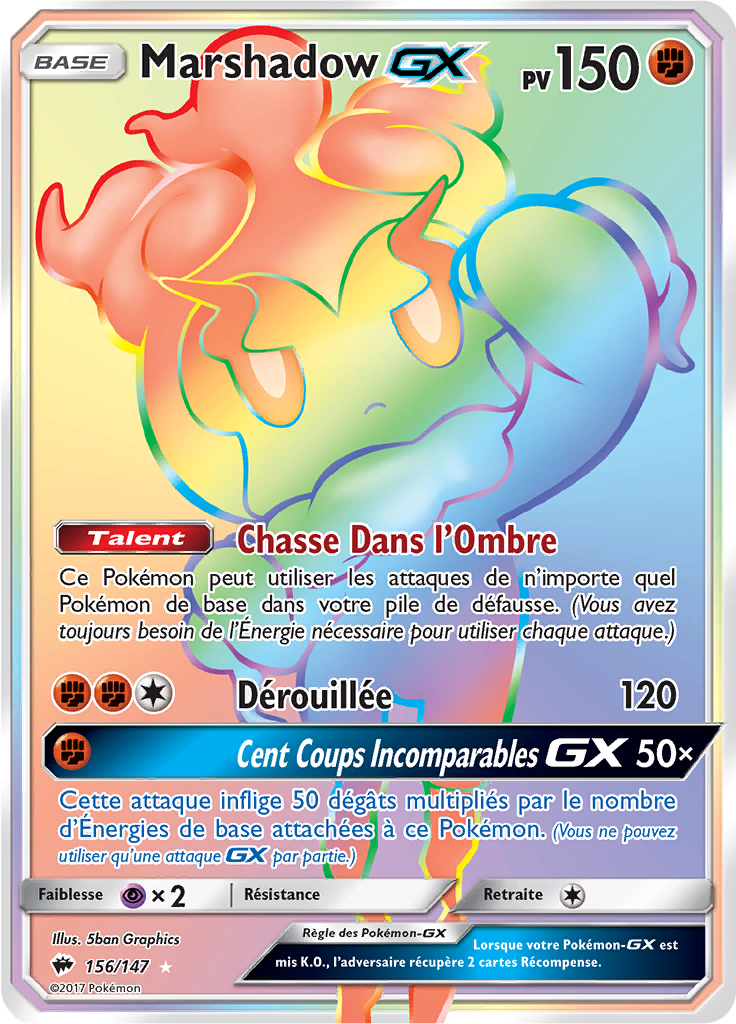 BASE Marshadow GX PV 150
Talent Chasse Dans l'Ombre
Ce Pokémon peut utiliser les attaques de n'importe quel
Pokémon de base dans votre pile de défausse. (Vous avez
toujours besoin de l'Énergie nécessaire pour utiliser chaque attaque.)
Dérouillée 120
Cent Coups Incomparables GX 50×
Cette attaque inflige 50 dégâts multipliés par le nombre
d'Énergies de base attachées à ce Pokémon. (Vous ne pouvez
utiliser qu'une attaque GX par partie.)
Faiblesse ×2 Résistance Retraite
Illus. 5ban Graphics
156/147
©2017 Pokémon
Règle des Pokémon-GX
Lorsque votre Pokémon-GX est
mis K.O., l'adversaire récupère 2 cartes Récompense.